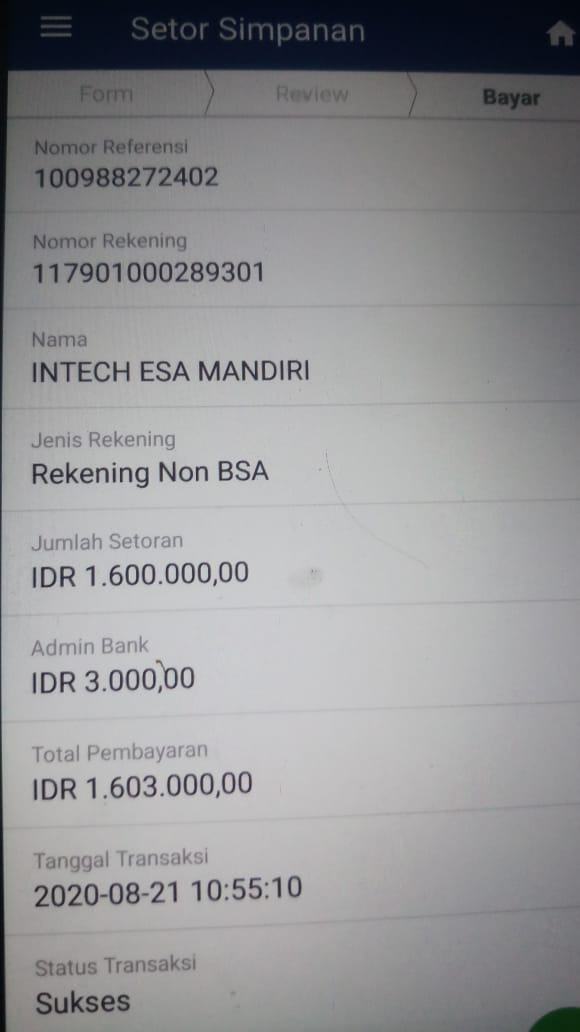 Setor Simpanan
Form
Review
Bayar
Nomor Referensi
100988272402
Nomor Rekening
117901000289301
Nama
INTECH ESA MANDIRI
Jenis Rekening
Rekening Non BSA
Jumlah Setoran
IDR 1.600.000,00
Admin Bank
IDR 3.000,00
Total Pembayaran
IDR 1.603.000,00
Tanggal Transaksi
2020-08-21 10:55:10
Status Transaksi
Sukses